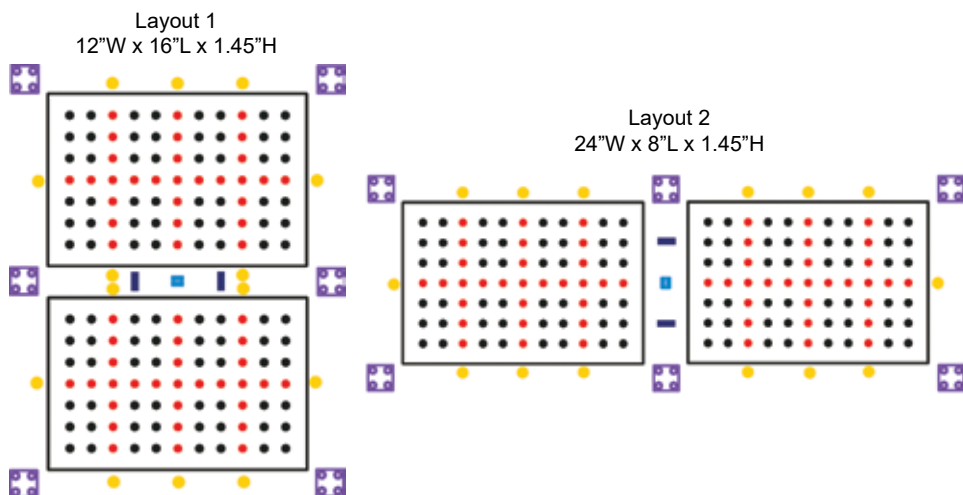 Layout 1
12”W x 16”L x 1.45”H
Layout 2
24”W x 8”L x 1.45”H